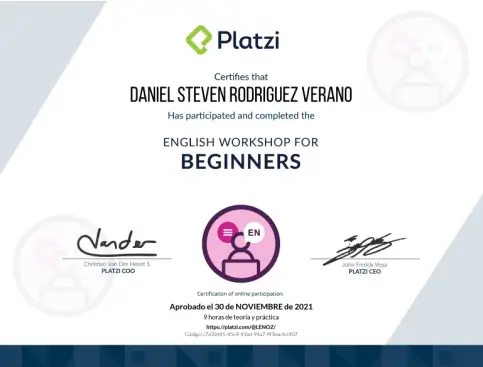 Platzi
Certifies that
DANIEL STEVEN RODRIGUEZ VERANO
Has participated and completed the
ENGLISH WORKSHOP FOR
BEGINNERS
EN
Vander
Christian Van Der Henst S.
PLATZI COO
John Freddy Vega
PLATZI CEO
Certification of online participation:
Aprobado el 30 de NOVIEMBRE de 2021
9 horas de teoría y práctica
https://platzi.com/@LENOZ/
Código: